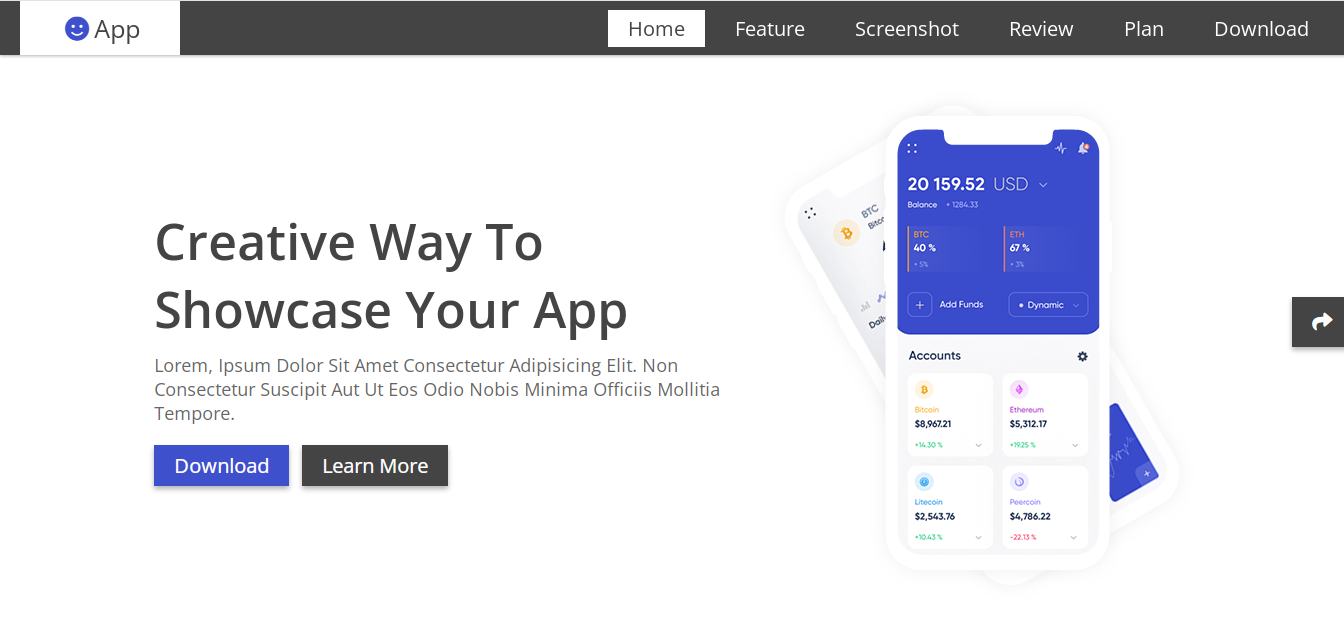 App
Home
Feature
Screenshot
Review
Plan
Download
Creative Way To
Showcase Your App
Lorem, Ipsum Dolor Sit Amet Consectetur Adipisicing Elit. Non
Consectetur Suscipit Aut Ut Eos Odio Nobis Minima Officiis Mollitia
Tempore.
Download
Learn More
BTC
20 159.52 USD
Balance + 1284.33
BTC
40 %
+ 5%
ETH
67 %
+ 3%
Add Funds
Dynamic
Accounts
Bitcoin
$8,967.21
+14.30 %
Ethereum
$5,312.17
+19.25 %
Litecoin
$2,543.76
+10.43 %
Peercoin
$4,786.22
-22.13 %